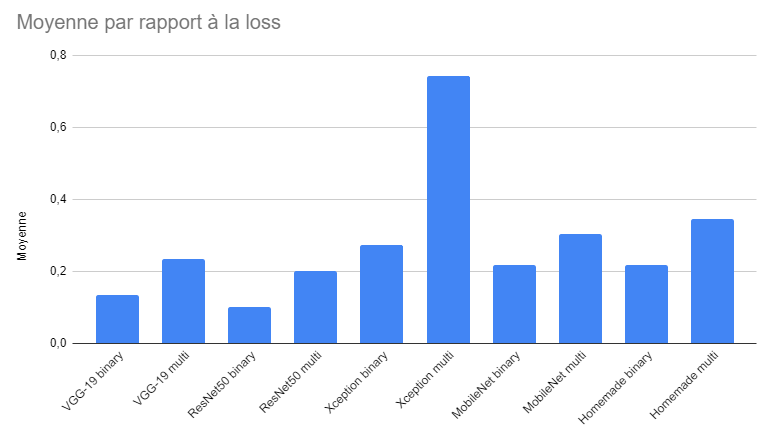 Moyenne par rapport à la loss
0,8
0,6
0,4
0,2
0,0
Moyenne
VGG-19 binary
VGG-19 multi
ResNet50 binary
ResNet50 multi
Xception binary
Xception multi
MobileNet binary
MobileNet multi
Homemade binary
Homemade multi